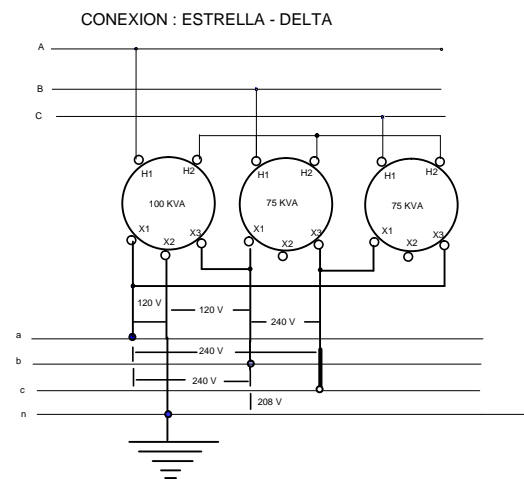 CONEXION : ESTRELLA - DELTA
A
B
C
H1 H2 H1 H2 H1 H2
100 KVA 75 KVA 75 KVA
X1 X2 X3 X1 X2 X3 X1 X2 X3
120 V 120 V
240 V
a
240 V
b
240 V
c
208 V
n